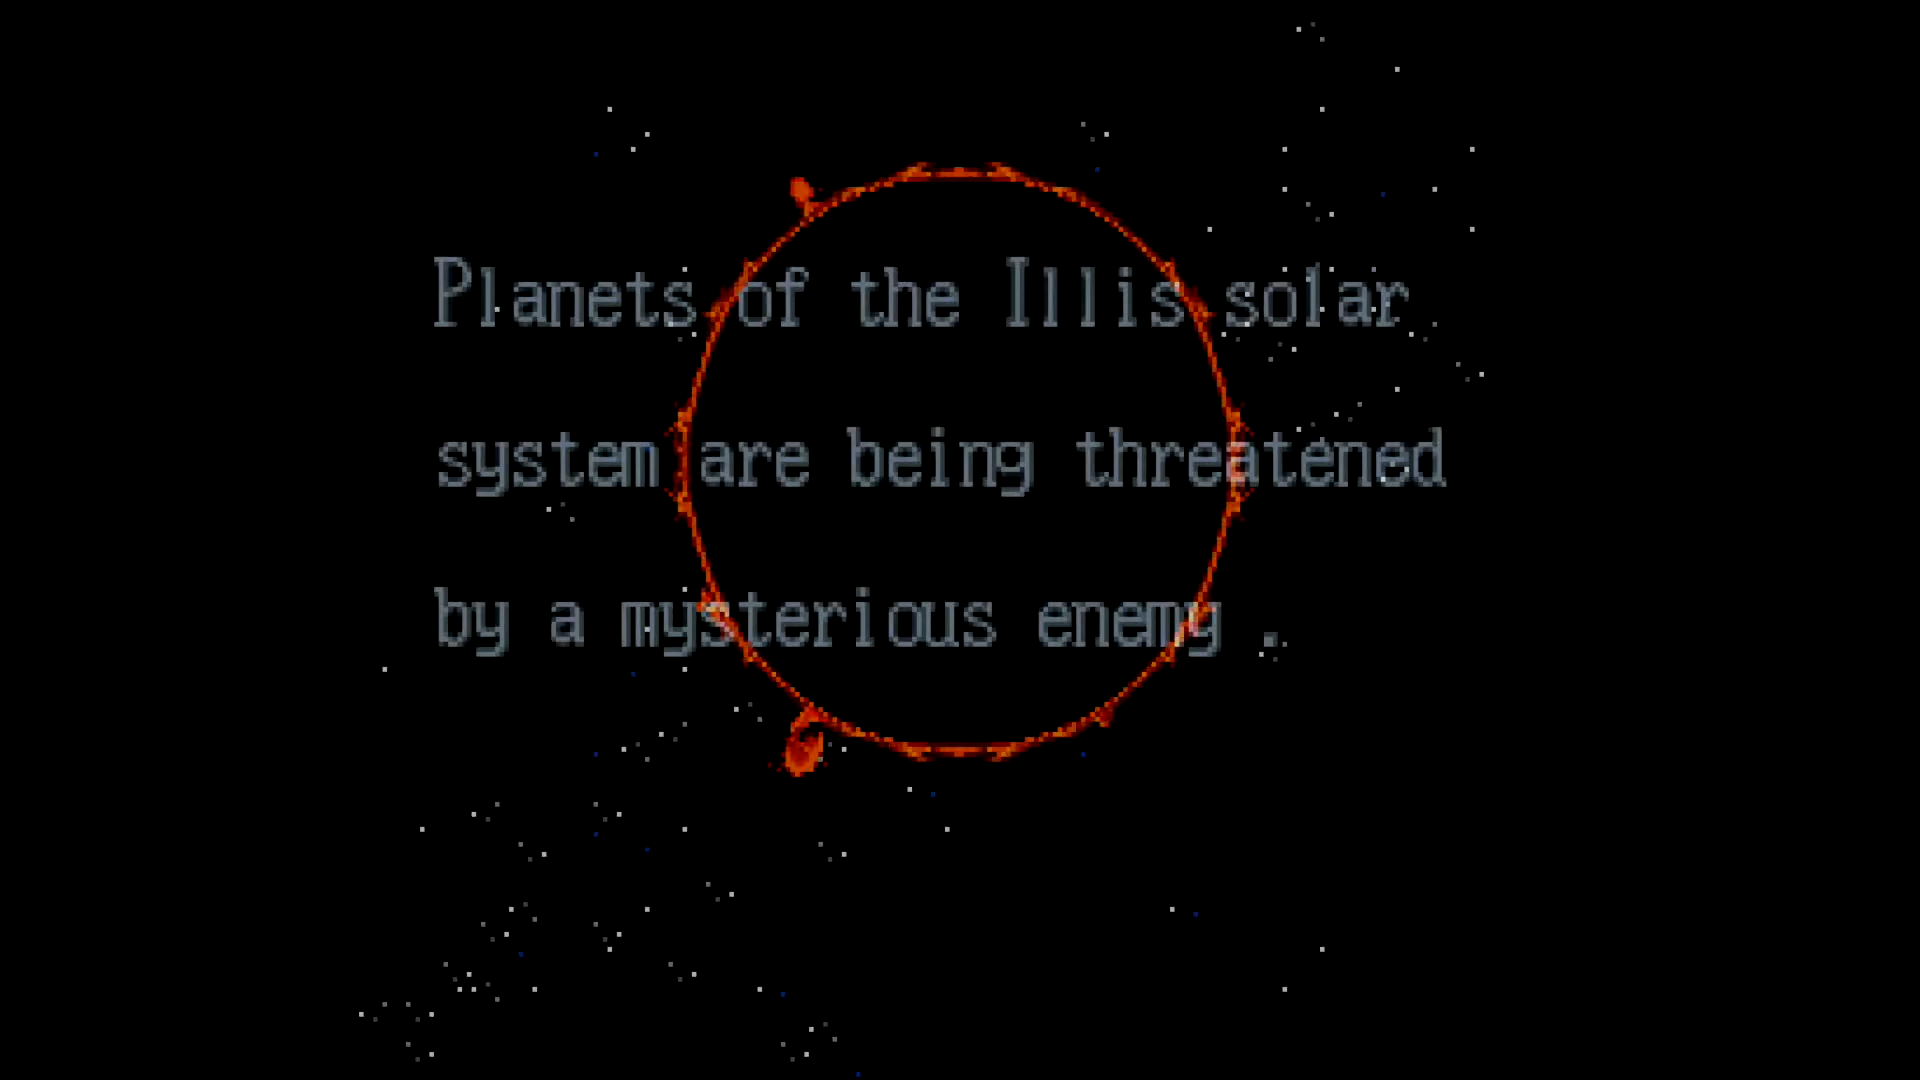 Planets of the Illis solar
system are being threatened
by a mysterious enemy .